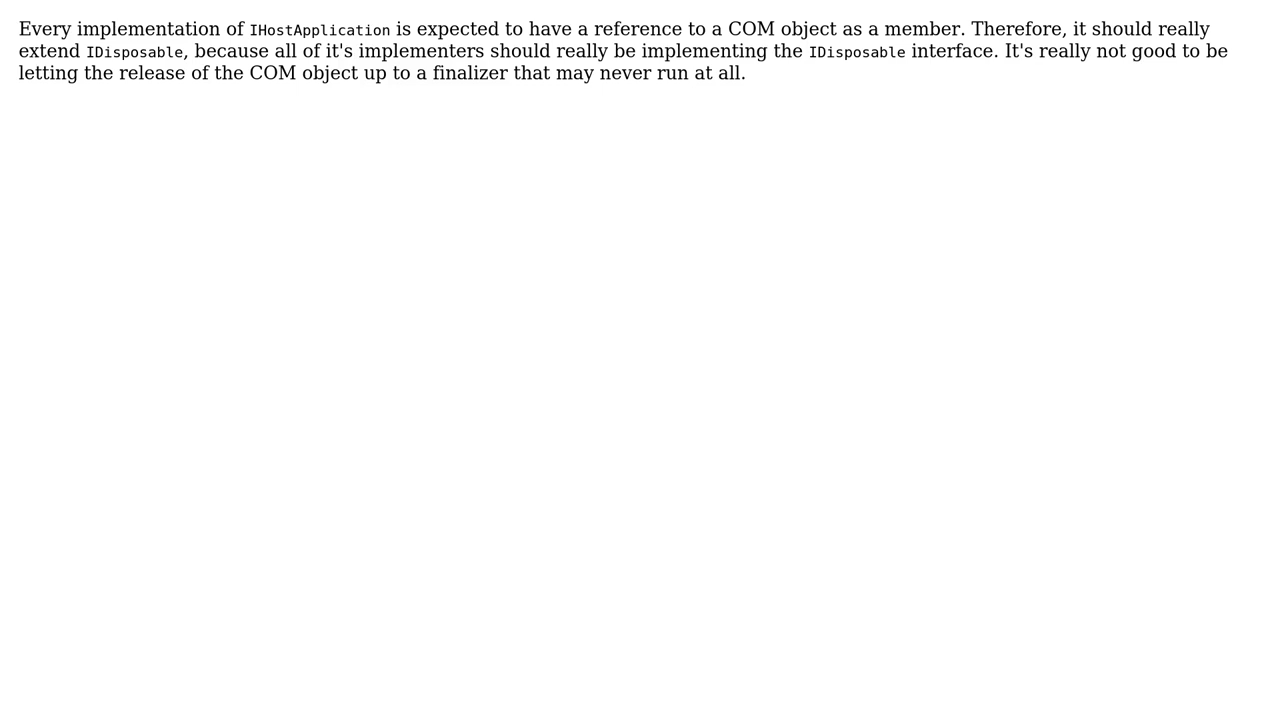 Every implementation of IHostApplication is expected to have a reference to a COM object as a member. Therefore, it should really
extend IDisposable, because all of it's implementers should really be implementing the IDisposable interface. It's really not good to be
letting the release of the COM object up to a finalizer that may never run at all.